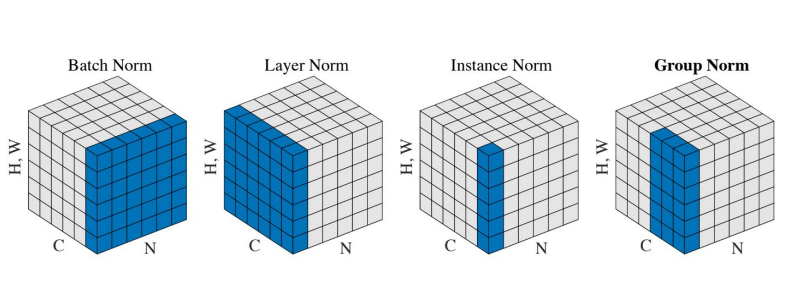 Batch Norm
H, W
C
N
Layer Norm
H, W
C
N
Instance Norm
H, W
C
N
Group Norm
H, W
C
N